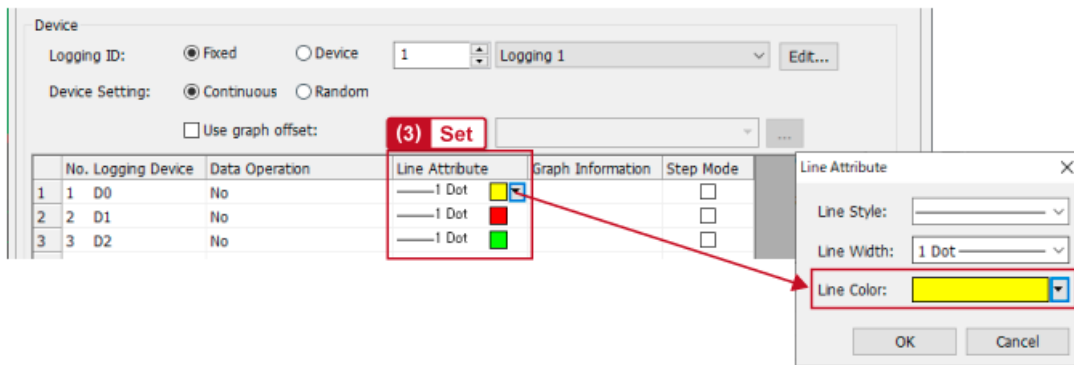 Device
Logging ID: Fixed Device 1 Logging 1 Edit...
Device Setting: Continuous Random
Use graph offset: (3) Set ...
No. Logging Device Data Operation Line Attribute Graph Information Step Mode
1 1 D0 No 1 Dot
2 2 D1 No 1 Dot
3 3 D2 No 1 Dot
Line Attribute
Line Style:
Line Width: 1 Dot
Line Color:
OK Cancel